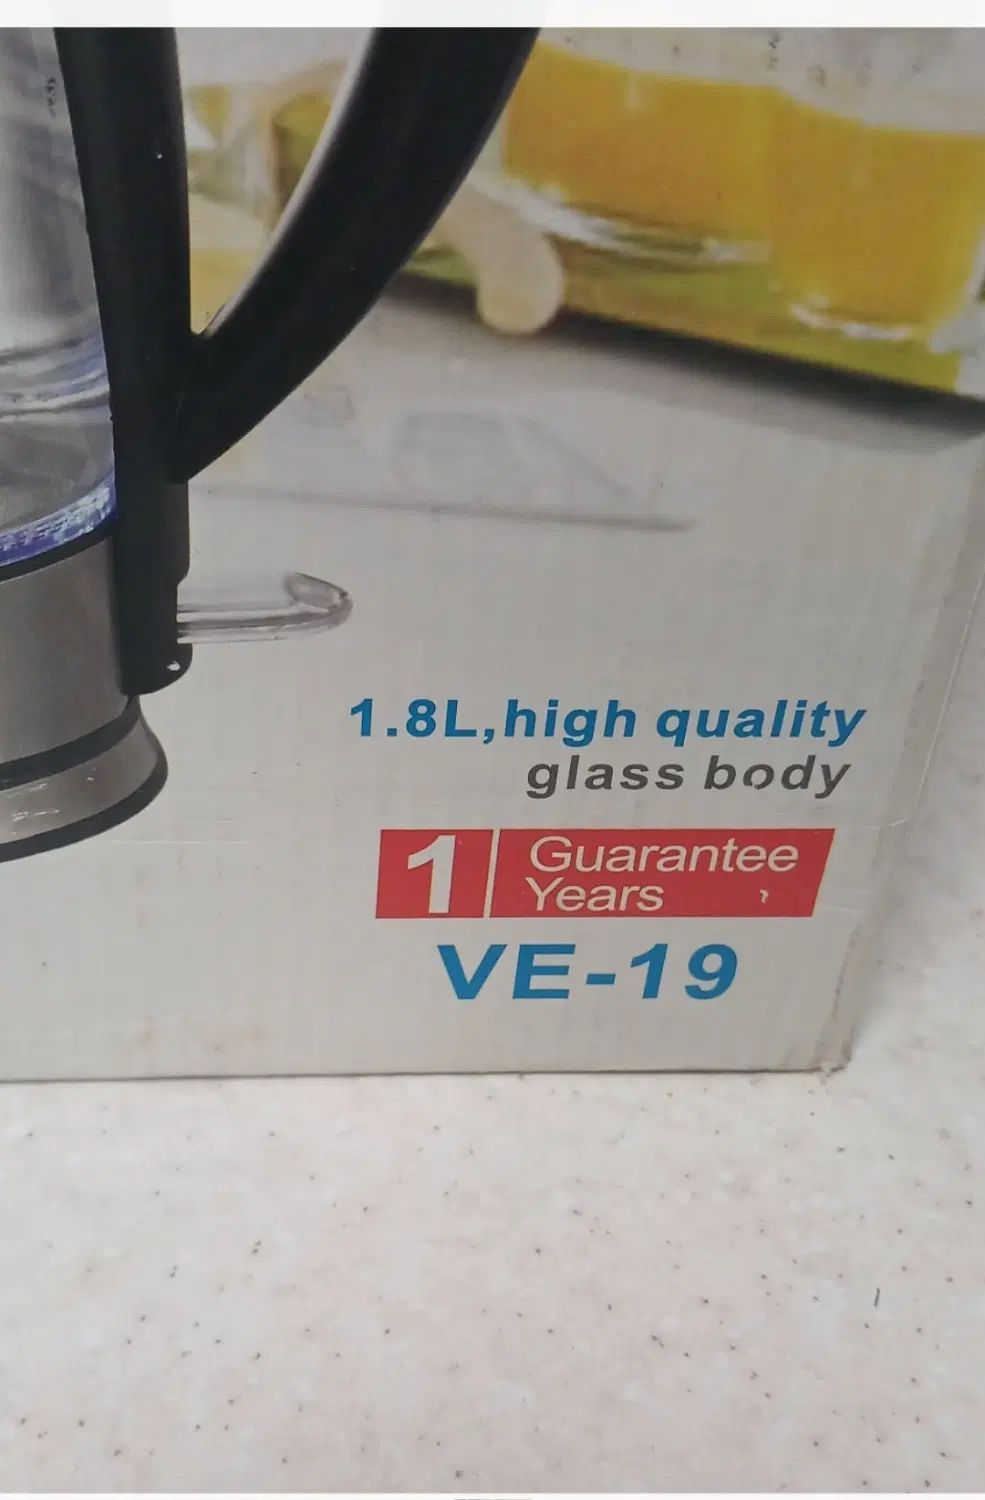 1.8L,high quality
glass body
1 Guarantee
Years
VE-19